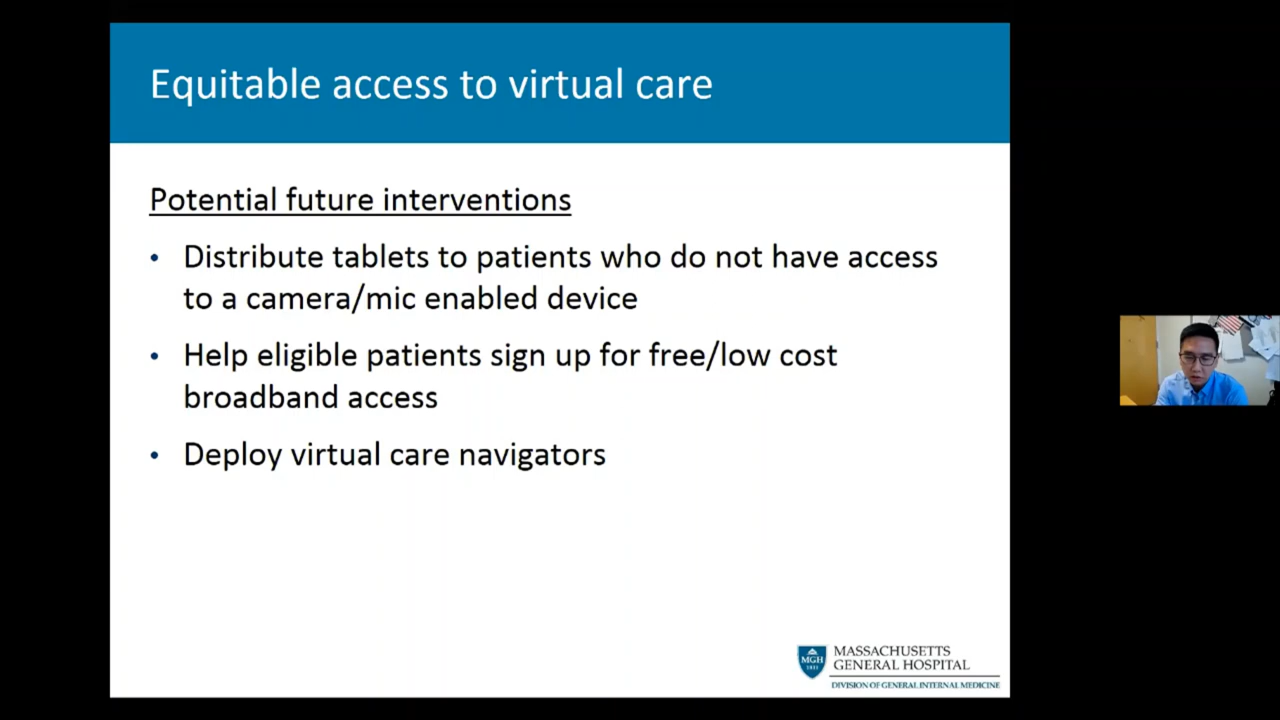 Equitable access to virtual care
Potential future interventions
• Distribute tablets to patients who do not have access
to a camera/mic enabled device
• Help eligible patients sign up for free/low cost
broadband access
• Deploy virtual care navigators
MGH
1811
MASSACHUSETTS
GENERAL HOSPITAL
DIVISION OF GENERAL INTERNAL MEDICINE